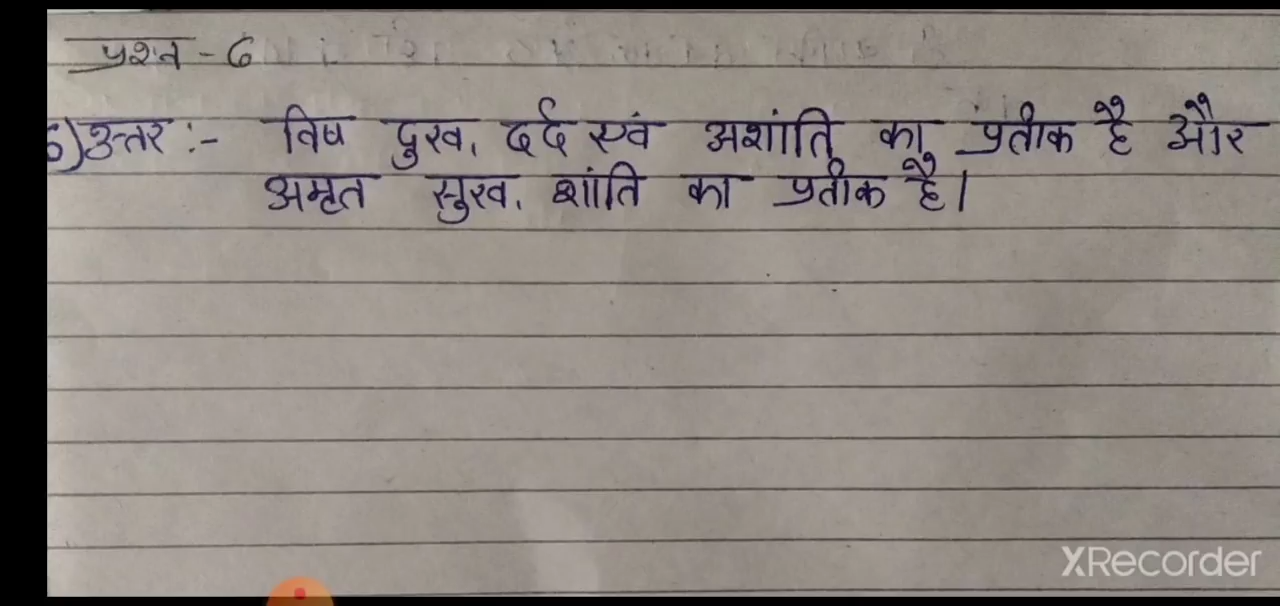 प्रश्न - 6
6) उत्तर :- विष दुख, दर्द एवं अशांति का प्रतीक है और
अमृत सुख, शांति का प्रतीक है।
XRecorder